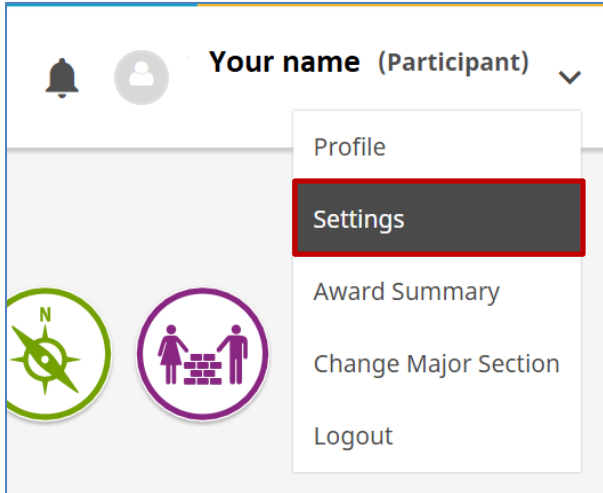 Your name (Participant)
Profile
Settings
Award Summary
Change Major Section
Logout
N